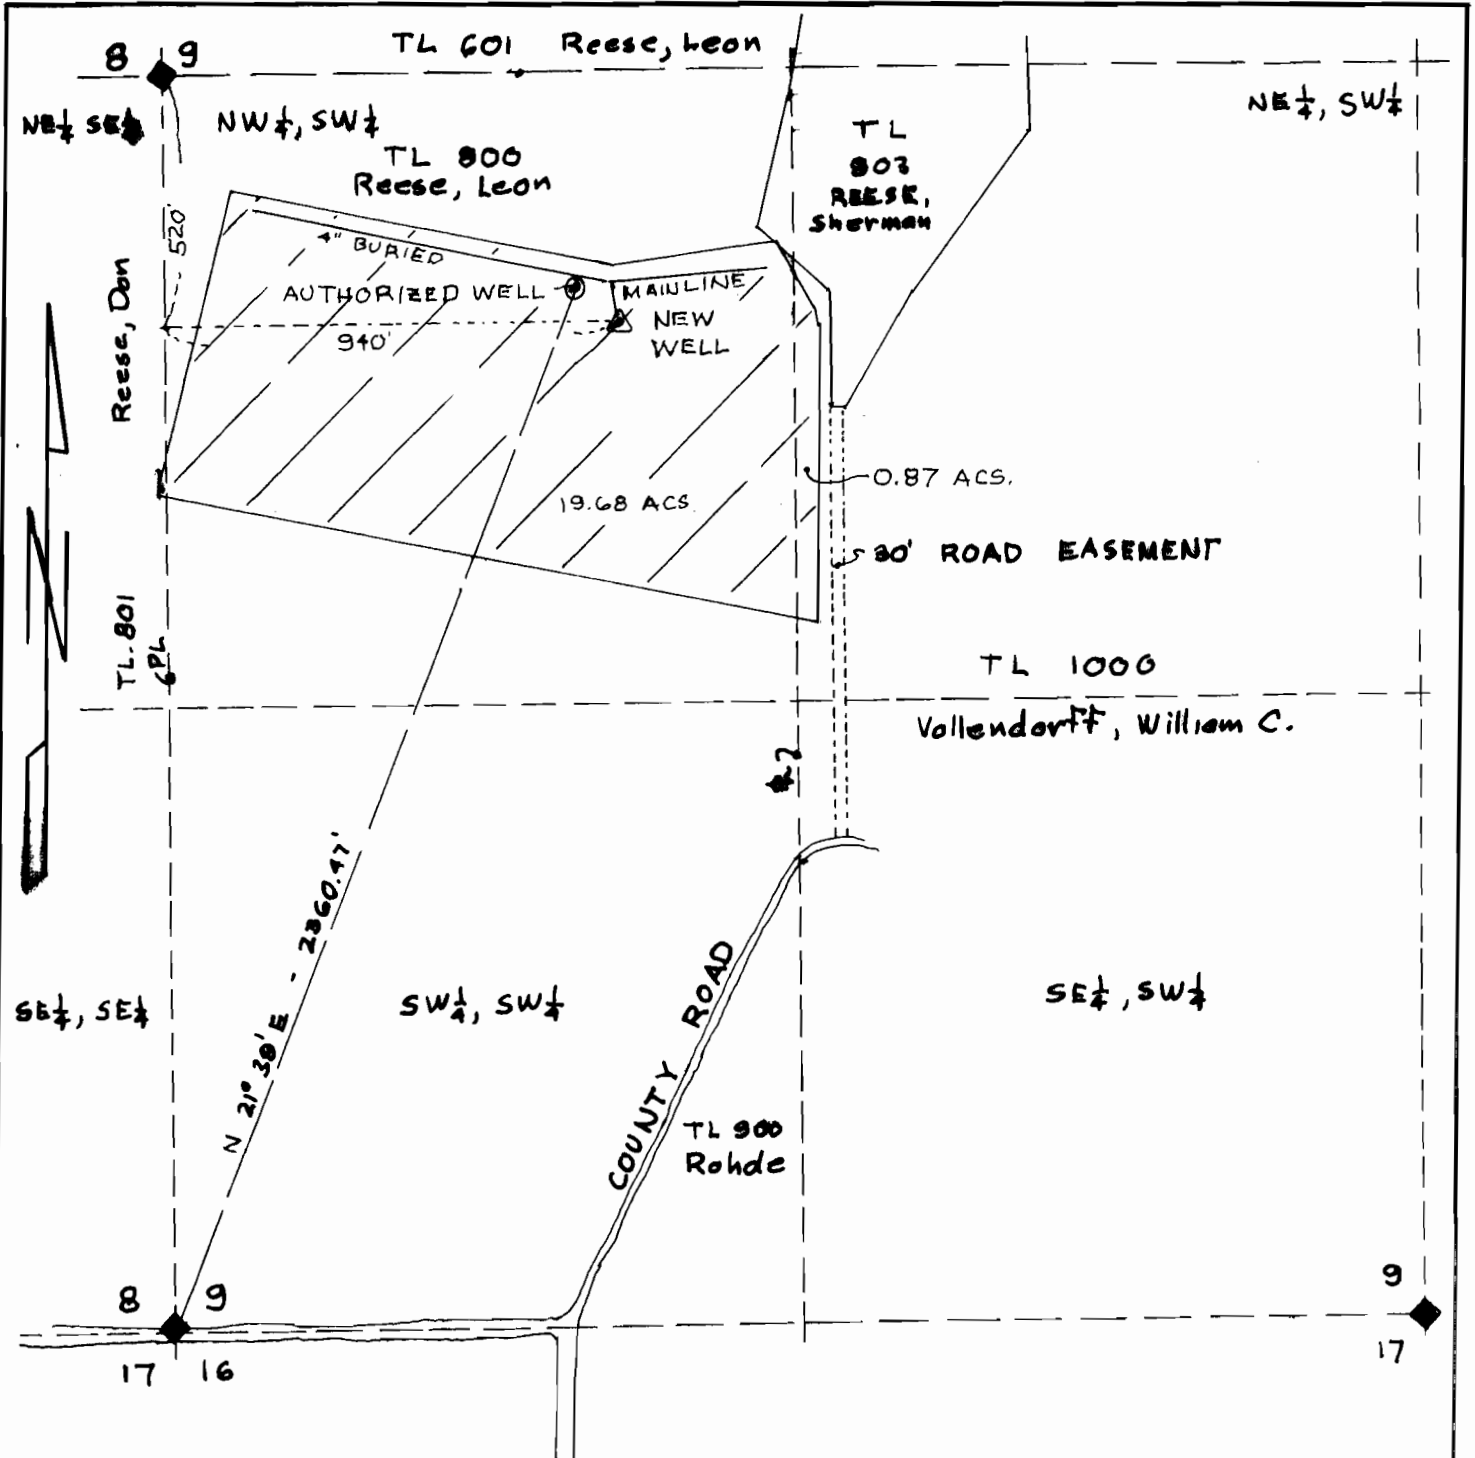 TL 601 Reese, Leon
8 9
NE¼ SE¼
NW¼, SW¼
NE¼, SW¼
TL 800
Reese, Leon
TL
803
REESE,
Sherman
520'
4" BURIED
MAINLINE
AUTHORIZED WELL
NEW
WELL
940'
Reese, Don
0.87 ACS.
19.68 ACS
30' ROAD EASEMENT
N
TL.801
TL 1000
Vollendorff, William C.
N 21° 38' E - 2360.47'
COUNTY ROAD
SE¼, SE¼
SW¼, SW¼
SE¼, SW¼
TL 900
Rohde
8 9
9
17 16
17